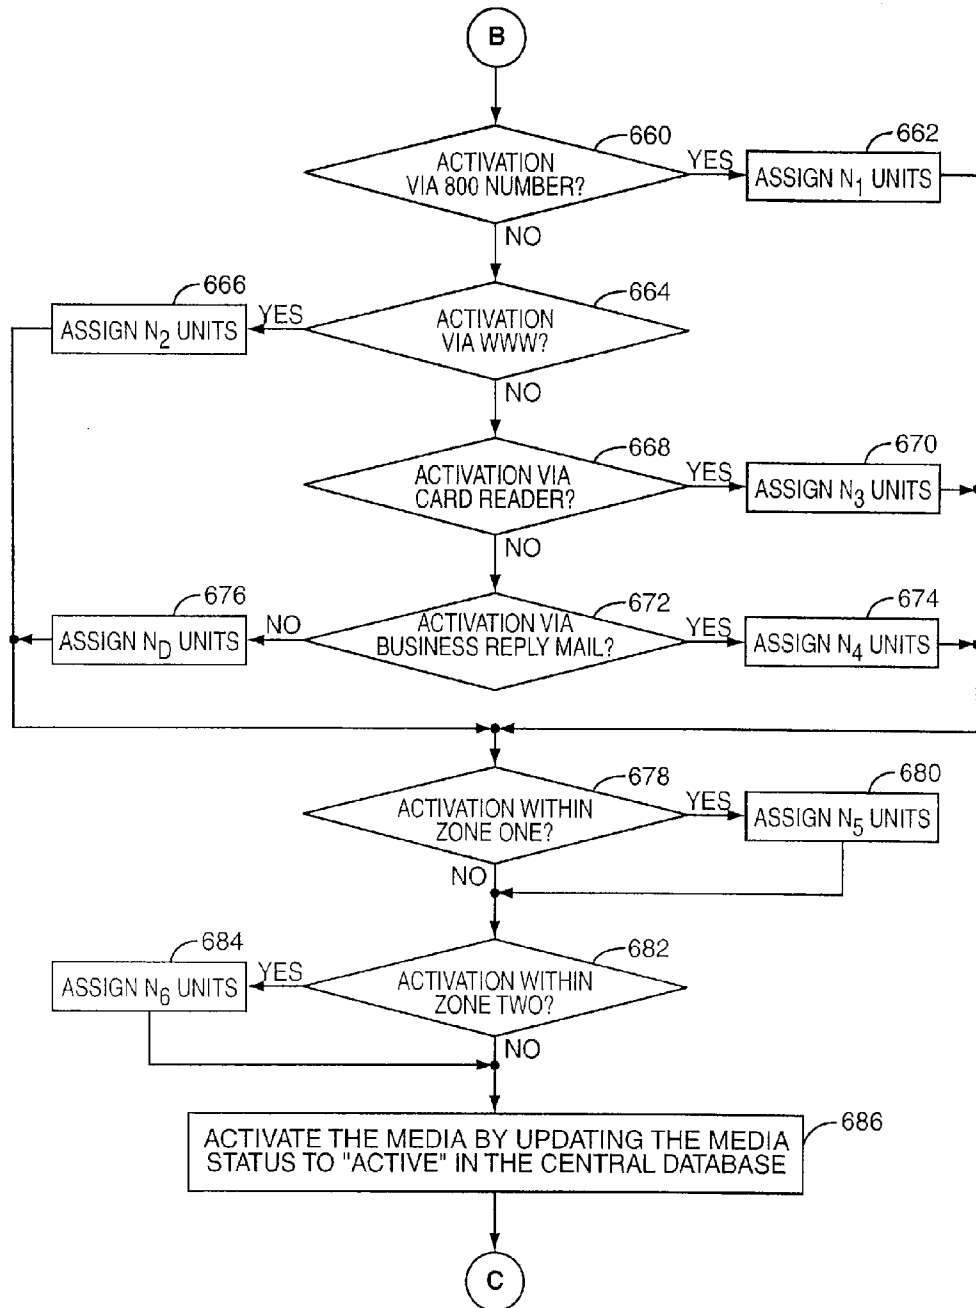 B
660
ACTIVATION
VIA 800 NUMBER?
YES
662
ASSIGN N1 UNITS
NO
666
ASSIGN N2 UNITS
YES
664
ACTIVATION
VIA WWW?
NO
668
ACTIVATION VIA
CARD READER?
YES
670
ASSIGN N3 UNITS
NO
676
ASSIGN ND UNITS
NO
672
ACTIVATION VIA
BUSINESS REPLY MAIL?
YES
674
ASSIGN N4 UNITS
678
ACTIVATION WITHIN
ZONE ONE?
YES
680
ASSIGN N5 UNITS
NO
684
ASSIGN N6 UNITS
YES
682
ACTIVATION WITHIN
ZONE TWO?
NO
686
ACTIVATE THE MEDIA BY UPDATING THE MEDIA
STATUS TO "ACTIVE" IN THE CENTRAL DATABASE
C